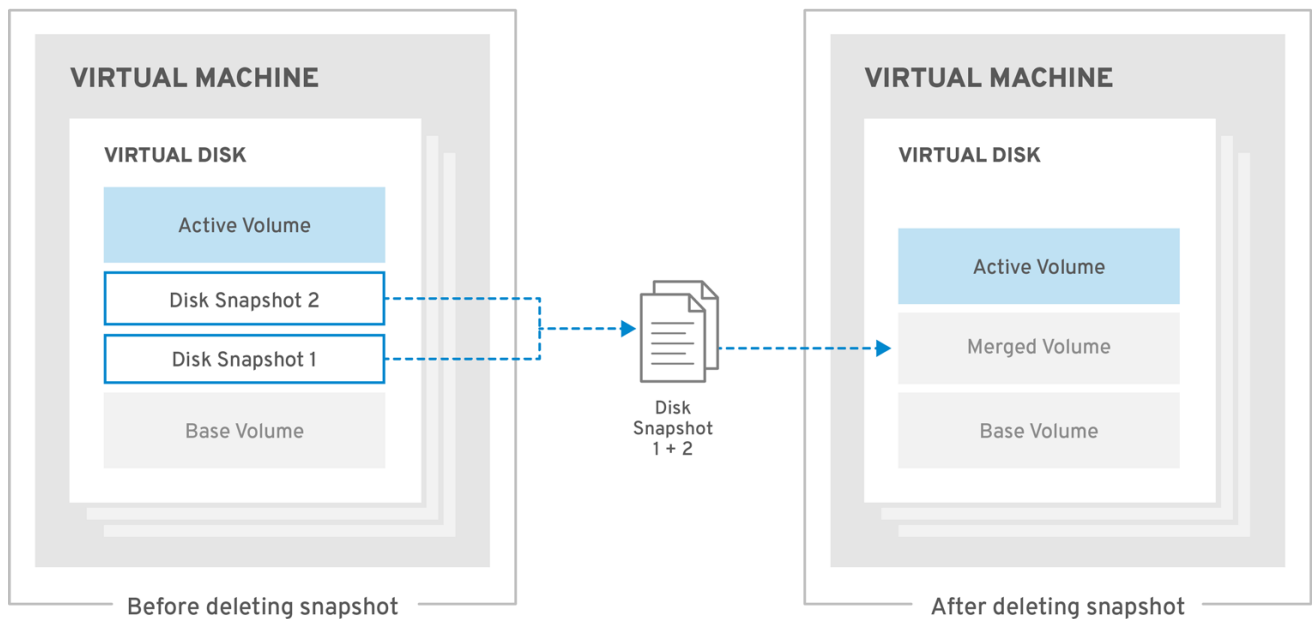 VIRTUAL MACHINE
VIRTUAL DISK
Active Volume
Disk Snapshot 2
Disk Snapshot 1
Base Volume
Before deleting snapshot
Disk
Snapshot
1 + 2
VIRTUAL MACHINE
VIRTUAL DISK
Active Volume
Merged Volume
Base Volume
After deleting snapshot